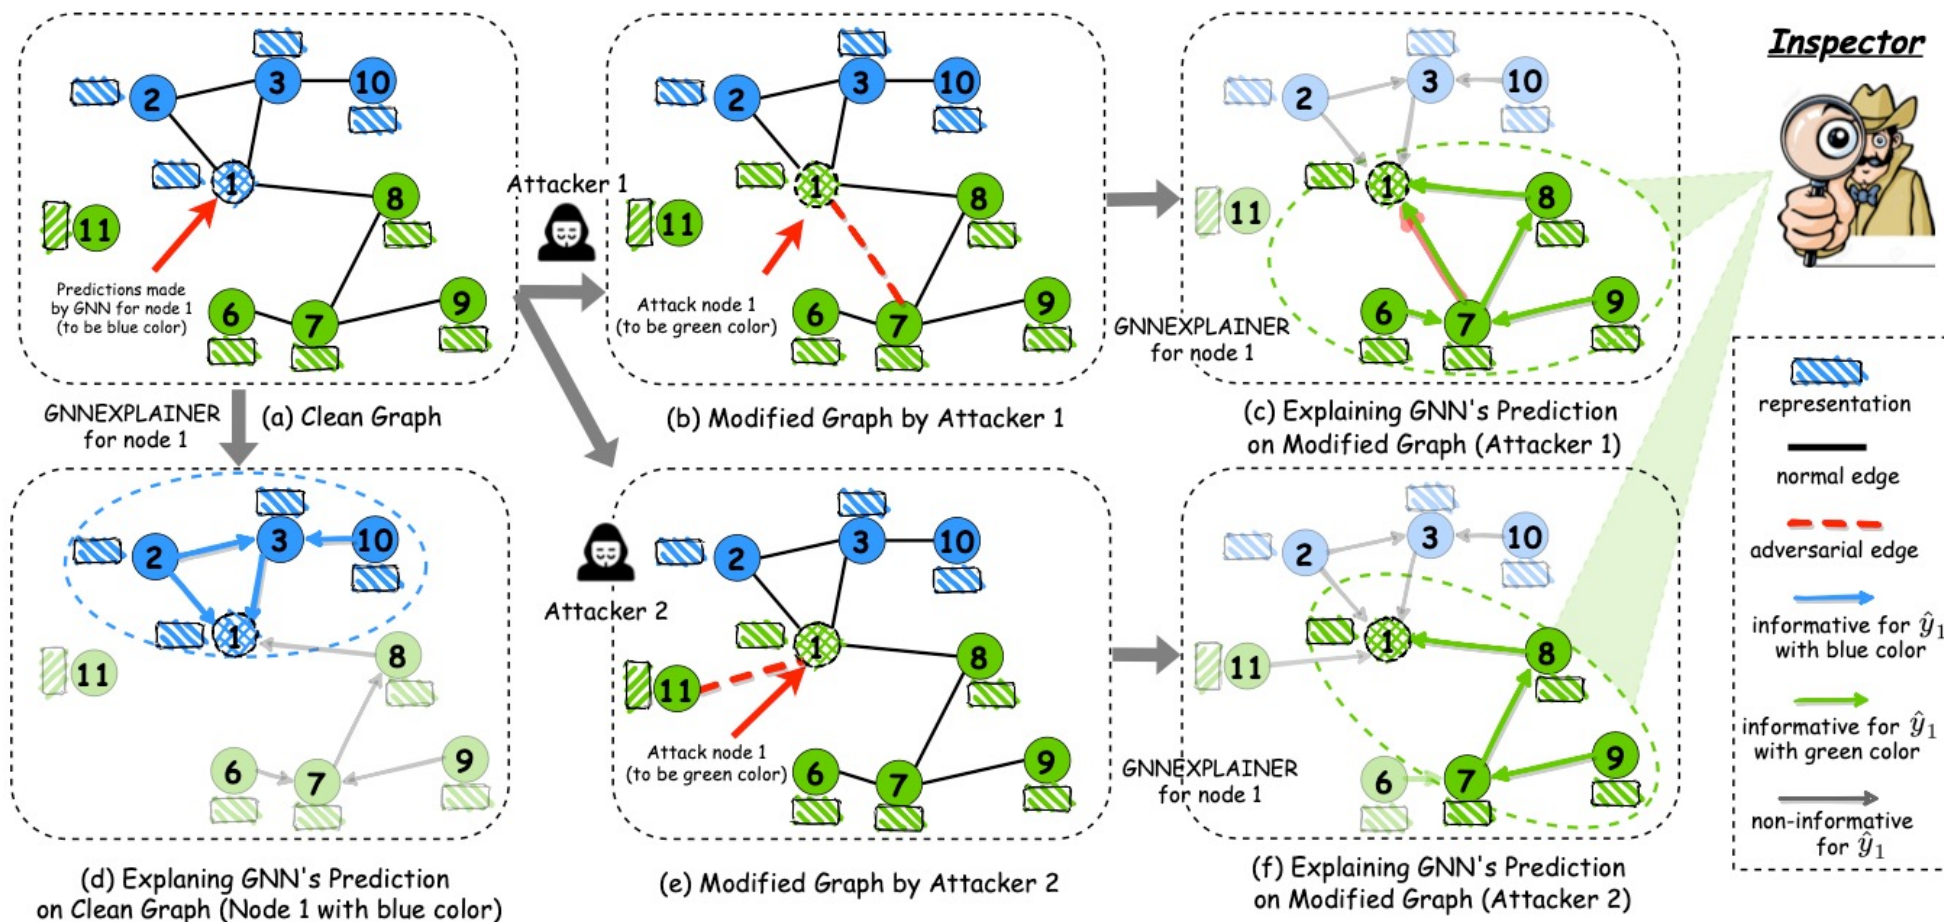 3
10
2
1
8
11
Predictions made
by GNN for node 1
(to be blue color)
6
7
9
(a) Clean Graph
GNNEXPLAINER
for node 1
Attacker 1
3
10
2
1
8
11
Attack node 1
(to be green color)
6
7
9
(b) Modified Graph by Attacker 1
3
10
2
1
8
11
6
7
9
GNNEXPLAINER
for node 1
(c) Explaining GNN's Prediction
on Modified Graph (Attacker 1)
Inspector
3
10
2
1
8
11
6
7
9
(d) Explaning GNN's Prediction
on Clean Graph (Node 1 with blue color)
Attacker 2
3
10
2
1
8
11
Attack node 1
(to be green color)
6
7
9
(e) Modified Graph by Attacker 2
GNNEXPLAINER
for node 1
3
10
2
1
8
11
6
7
9
(f) Explaining GNN's Prediction
on Modified Graph (Attacker 2)
representation
normal edge
adversarial edge
informative for ŷ₁
with blue color
informative for ŷ₁
with green color
non-informative
for ŷ₁